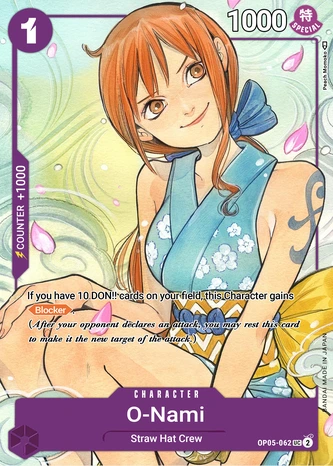 1
1000
特
SPECIAL
Peach Momoko
COUNTER +1000
If you have 10 DON!! cards on your field, this Character gains
Blocker .
(After your opponent declares an attack, you may rest this card
to make it the new target of the attack.)
BANDAI MADE IN JAPAN
CHARACTER
O-Nami
Straw Hat Crew
OP05-062 UC 2